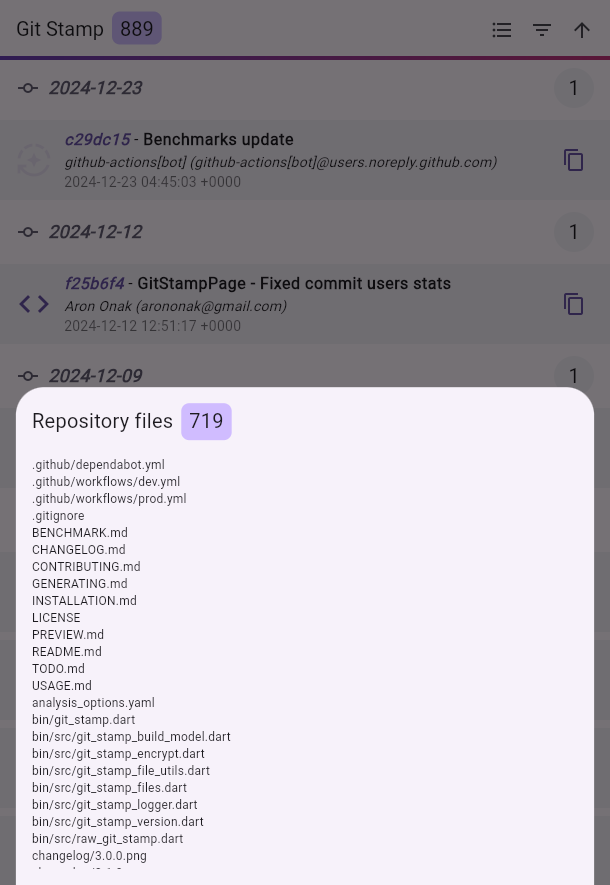 Git Stamp 889
2024-12-23 1
c29dc15 - Benchmarks update
github-actions[bot] (github-actions[bot]@users.noreply.github.com)
2024-12-23 04:45:03 +0000
2024-12-12 1
f25b6f4 - GitStampPage - Fixed commit users stats
Aron Onak (arononak@gmail.com)
2024-12-12 12:51:17 +0000
2024-12-09 1
Repository files 719
.github/dependabot.yml
.github/workflows/dev.yml
.github/workflows/prod.yml
.gitignore
BENCHMARK.md
CHANGELOG.md
CONTRIBUTING.md
GENERATING.md
INSTALLATION.md
LICENSE
PREVIEW.md
README.md
TODO.md
USAGE.md
analysis_options.yaml
bin/git_stamp.dart
bin/src/git_stamp_build_model.dart
bin/src/git_stamp_encrypt.dart
bin/src/git_stamp_file_utils.dart
bin/src/git_stamp_files.dart
bin/src/git_stamp_logger.dart
bin/src/git_stamp_version.dart
bin/src/raw_git_stamp.dart
changelog/3.0.0.png